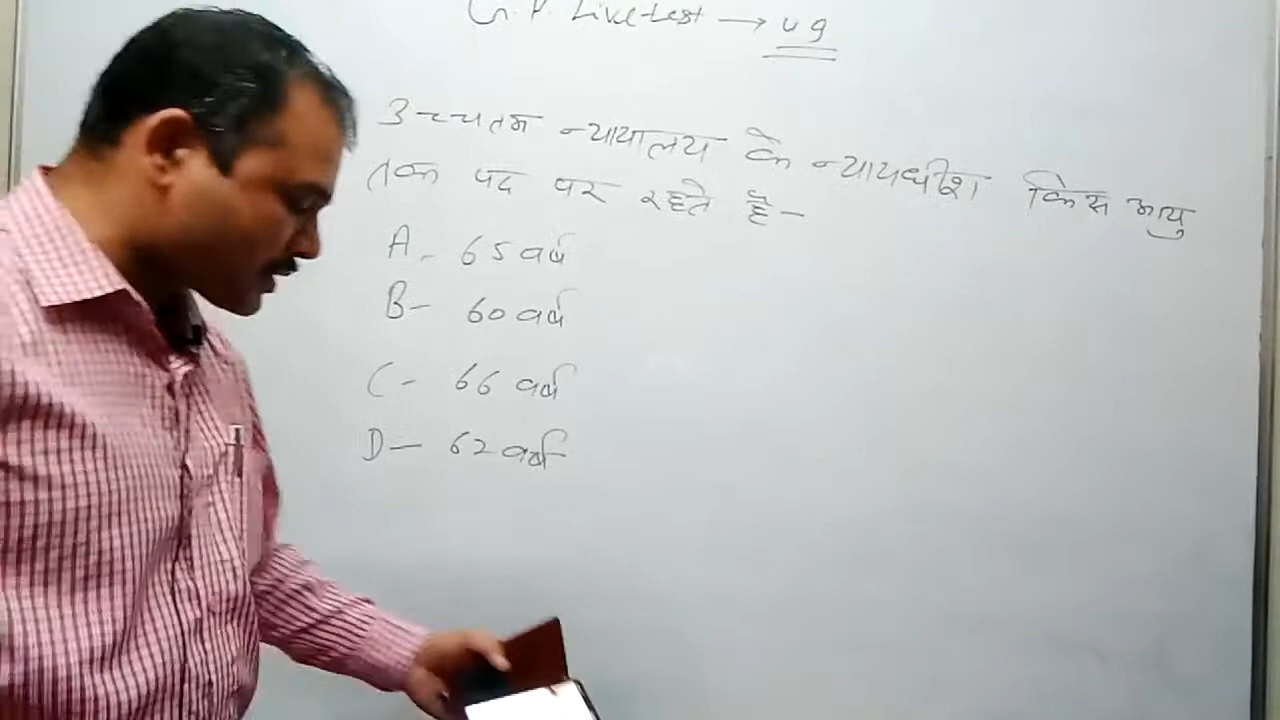 G.P. Live test → ४९
उच्चतम न्यायालय के न्यायधीश किस आयु
तक पद पर रहते है -
A - 65 वर्ष
B - 60 वर्ष
C - 66 वर्ष
D - 62 वर्ष